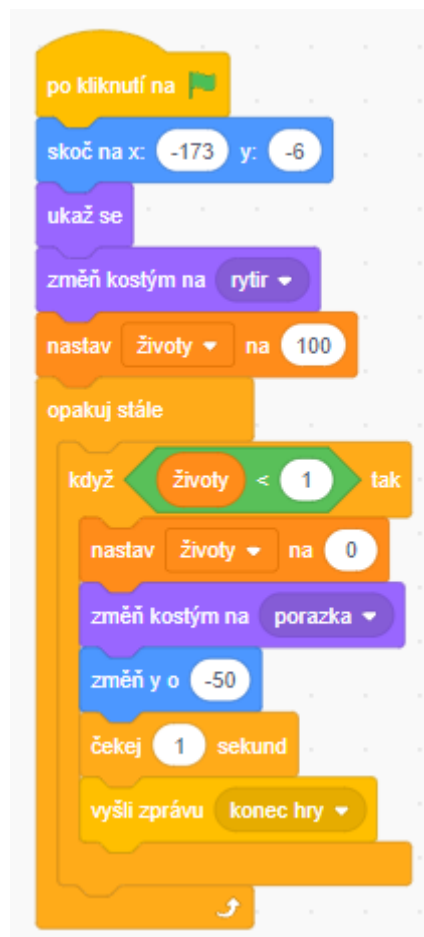 po kliknutí na
skoč na x: -173 y: -6
ukaž se
změň kostým na rytir
nastav životy na 100
opakuj stále
když životy < 1 tak
nastav životy na 0
změň kostým na porazka
změň y o -50
čekej 1 sekund
vyšli zprávu konec hry